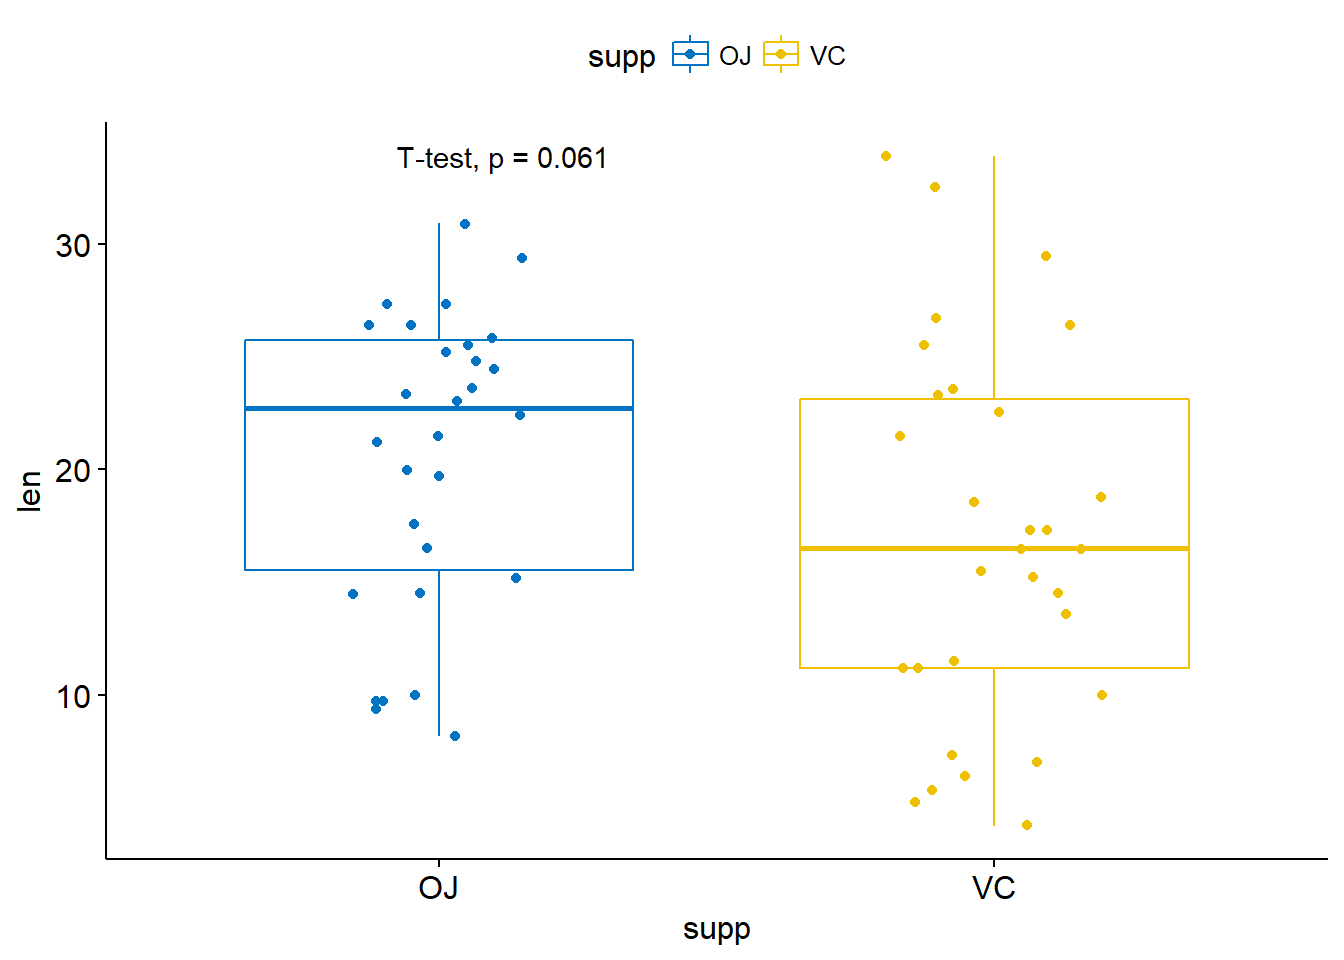 supp OJ VC
T-test, p = 0.061
30
20
10
len
OJ VC
supp